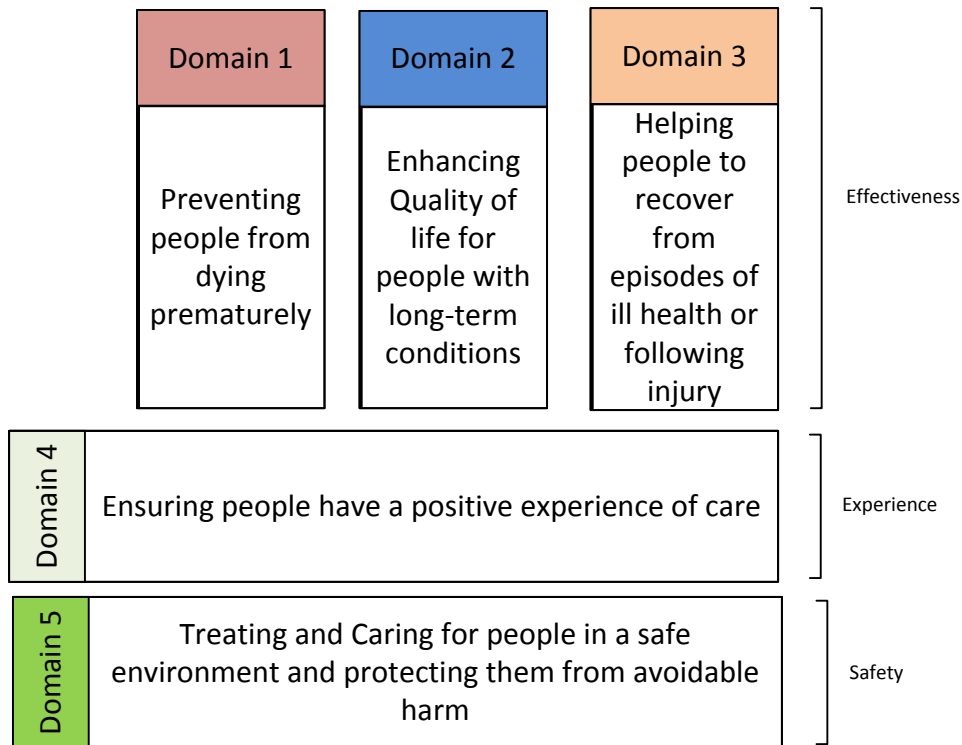 Domain 1
Preventing
people from
dying
prematurely
Domain 2
Enhancing
Quality of
life for
people with
long-term
conditions
Domain 3
Helping
people to
recover
from
episodes of
ill health or
following
injury
Effectiveness
Domain 4
Ensuring people have a positive experience of care
Experience
Domain 5
Treating and Caring for people in a safe
environment and protecting them from avoidable
harm
Safety